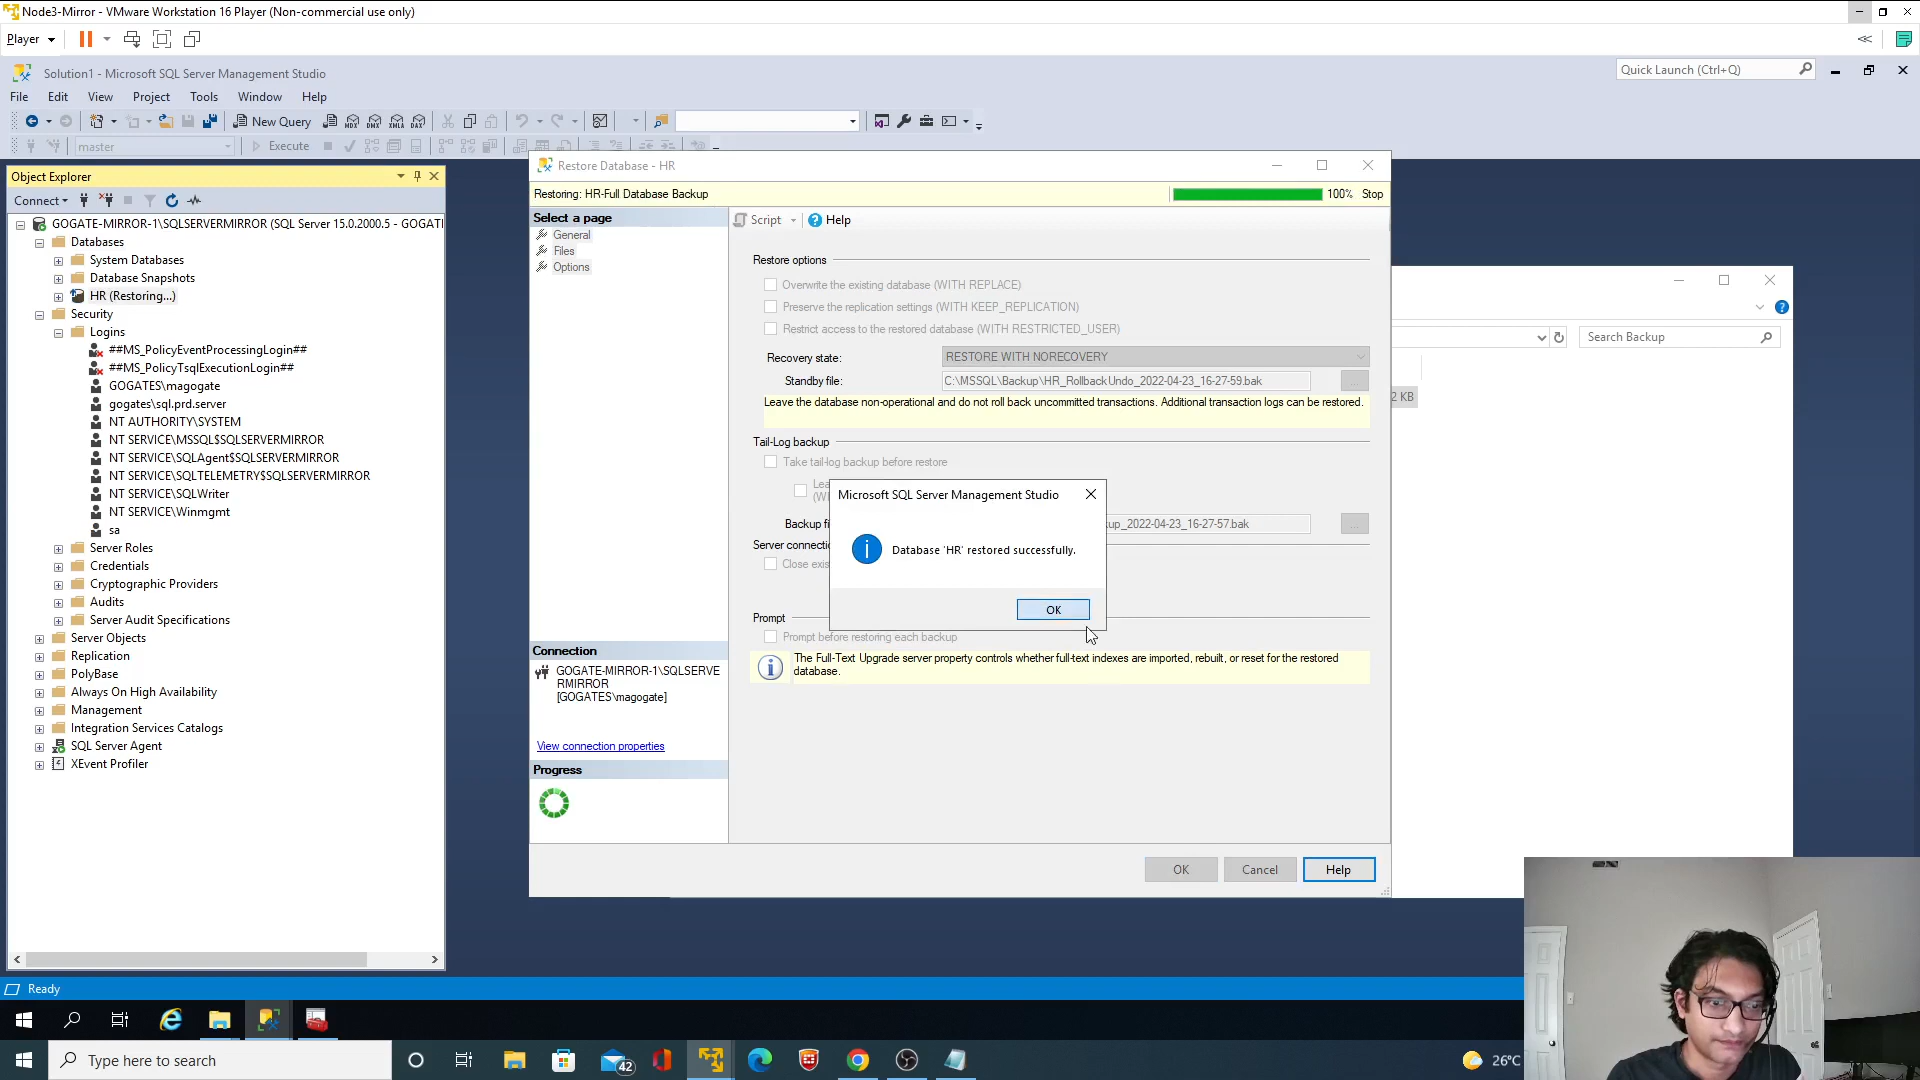 Node3-Mirror - VMware Workstation 16 Player (Non-commercial use only)
Player
Solution1 - Microsoft SQL Server Management Studio
Quick Launch (Ctrl+Q)
File Edit View Project Tools Window Help
New Query
MDX DMX XMLA DAX
master
Execute
Object Explorer
Connect
GOGATE-MIRROR-1\SQLSERVERMIRROR (SQL Server 15.0.2000.5 - GOGATI
Databases
System Databases
Database Snapshots
HR (Restoring...)
Security
Logins
##MS_PolicyEventProcessingLogin##
##MS_PolicyTsqlExecutionLogin##
GOGATES\magogate
gogates\sql.prd.server
NT AUTHORITY\SYSTEM
NT SERVICE\MSSQL$SQLSERVERMIRROR
NT SERVICE\SQLAgent$SQLSERVERMIRROR
NT SERVICE\SQLTELEMETRY$SQLSERVERMIRROR
NT SERVICE\SQLWriter
NT SERVICE\Winmgmt
sa
Server Roles
Credentials
Cryptographic Providers
Audits
Server Audit Specifications
Server Objects
Replication
PolyBase
Always On High Availability
Management
Integration Services Catalogs
SQL Server Agent
XEvent Profiler
Restore Database - HR
Restoring: HR-Full Database Backup
100% Stop
Select a page
General
Files
Options
Script
Help
Restore options
Overwrite the existing database (WITH REPLACE)
Preserve the replication settings (WITH KEEP_REPLICATION)
Restrict access to the restored database (WITH RESTRICTED_USER)
Recovery state: RESTORE WITH NORECOVERY
Standby file: C:\MSSQL\Backup\HR_RollbackUndo_2022-04-23_16-27-59.bak
Leave the database non-operational and do not roll back uncommitted transactions. Additional transaction logs can be restored.
Tail-Log backup
Take tail-log backup before restore
Lea
(WI
Backup fi
up_2022-04-23_16-27-57.bak
Server connectio
Close exis
Prompt
Prompt before restoring each backup
The Full-Text Upgrade server property controls whether full-text indexes are imported, rebuilt, or reset for the restored
database.
Microsoft SQL Server Management Studio
Database 'HR' restored successfully.
OK
Connection
GOGATE-MIRROR-1\SQLSERVE
RMIRROR
[GOGATES\magogate]
View connection properties
Progress
OK Cancel Help
Search Backup
2 KB
Ready
Type here to search
42
26°C